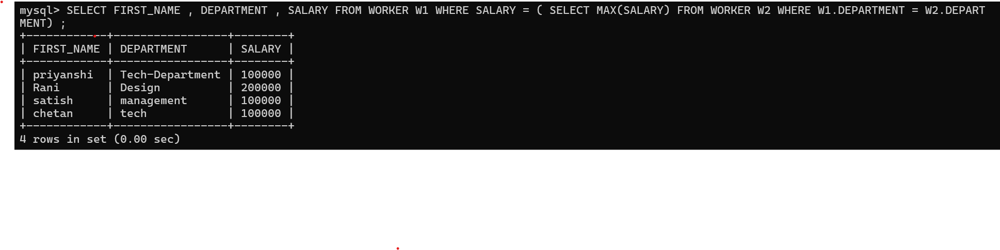 mysql> SELECT FIRST_NAME , DEPARTMENT , SALARY FROM WORKER W1 WHERE SALARY = ( SELECT MAX(SALARY) FROM WORKER W2 WHERE W1.DEPARTMENT = W2.DEPART
MENT) ;
+------------+-----------------+--------+
| FIRST_NAME | DEPARTMENT      | SALARY |
+------------+-----------------+--------+
| priyanshi  | Tech-Department | 100000 |
| Rani       | Design          | 200000 |
| satish     | management      | 100000 |
| chetan     | tech            | 100000 |
+------------+-----------------+--------+
4 rows in set (0.00 sec)